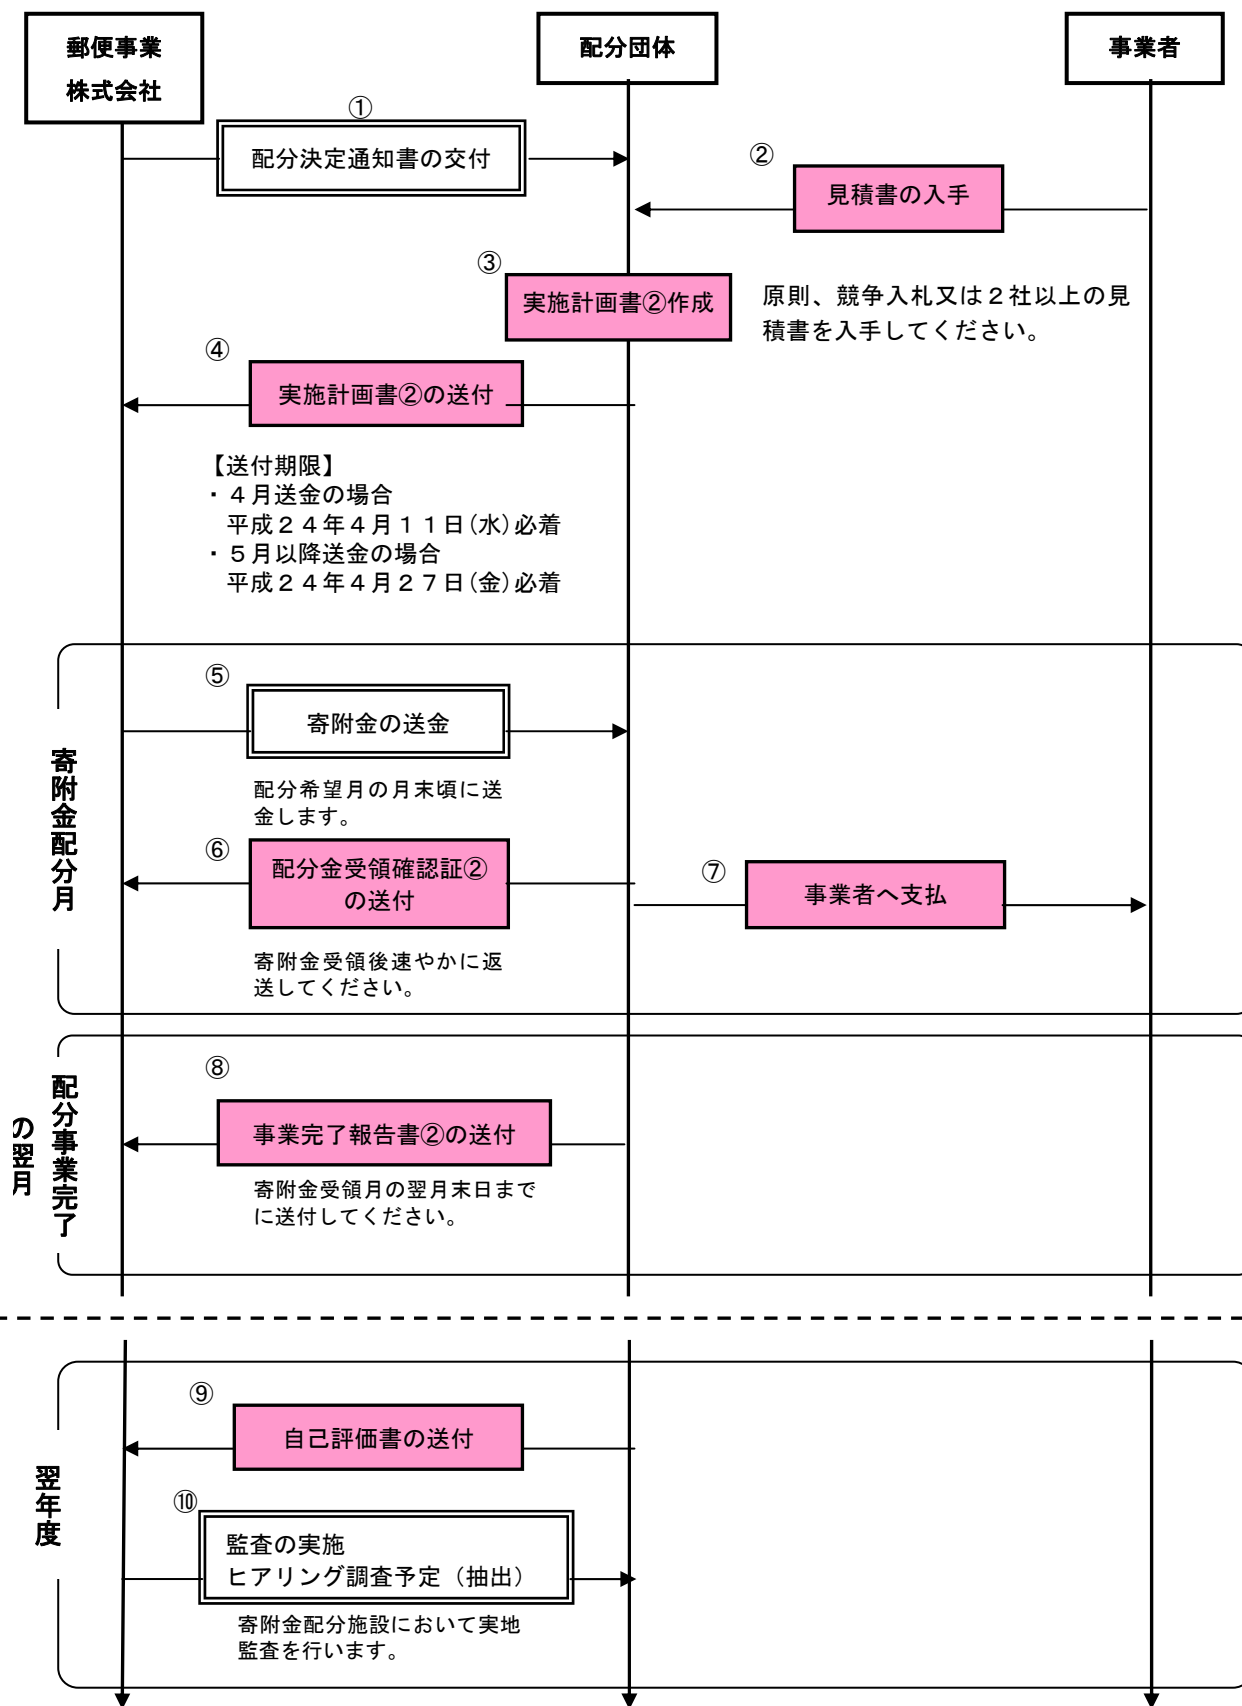 郵便事業
株式会社
配分団体
事業者
①
配分決定通知書の交付
②
見積書の入手
③
実施計画書②作成
原則、競争入札又は２社以上の見
積書を入手してください。
④
実施計画書②の送付
【送付期限】
・４月送金の場合
平成２４年４月１１日(水)必着
・５月以降送金の場合
平成２４年４月２７日(金)必着
寄附金配分月
⑤
寄附金の送金
配分希望月の月末頃に送
金します。
⑥
配分金受領確認証②
の送付
⑦
事業者へ支払
寄附金受領後速やかに返
送してください。
配分事業完了
の翌月
⑧
事業完了報告書②の送付
寄附金受領月の翌月末日まで
に送付してください。
翌年度
⑨
自己評価書の送付
⑩
監査の実施
ヒアリング調査予定（抽出）
寄附金配分施設において実地
監査を行います。